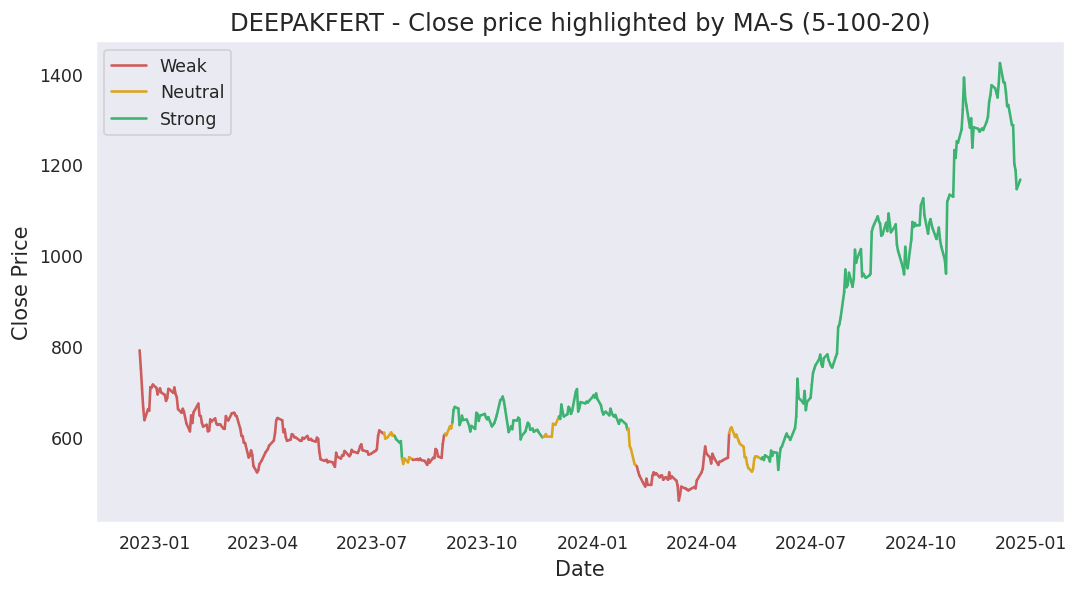 DEEPAKFERT - Close price highlighted by MA-S (5-100-20)
Weak
Neutral
Strong
Close Price
1400
1200
1000
800
600
2023-01 2023-04 2023-07 2023-10 2024-01 2024-04 2024-07 2024-10 2025-01
Date